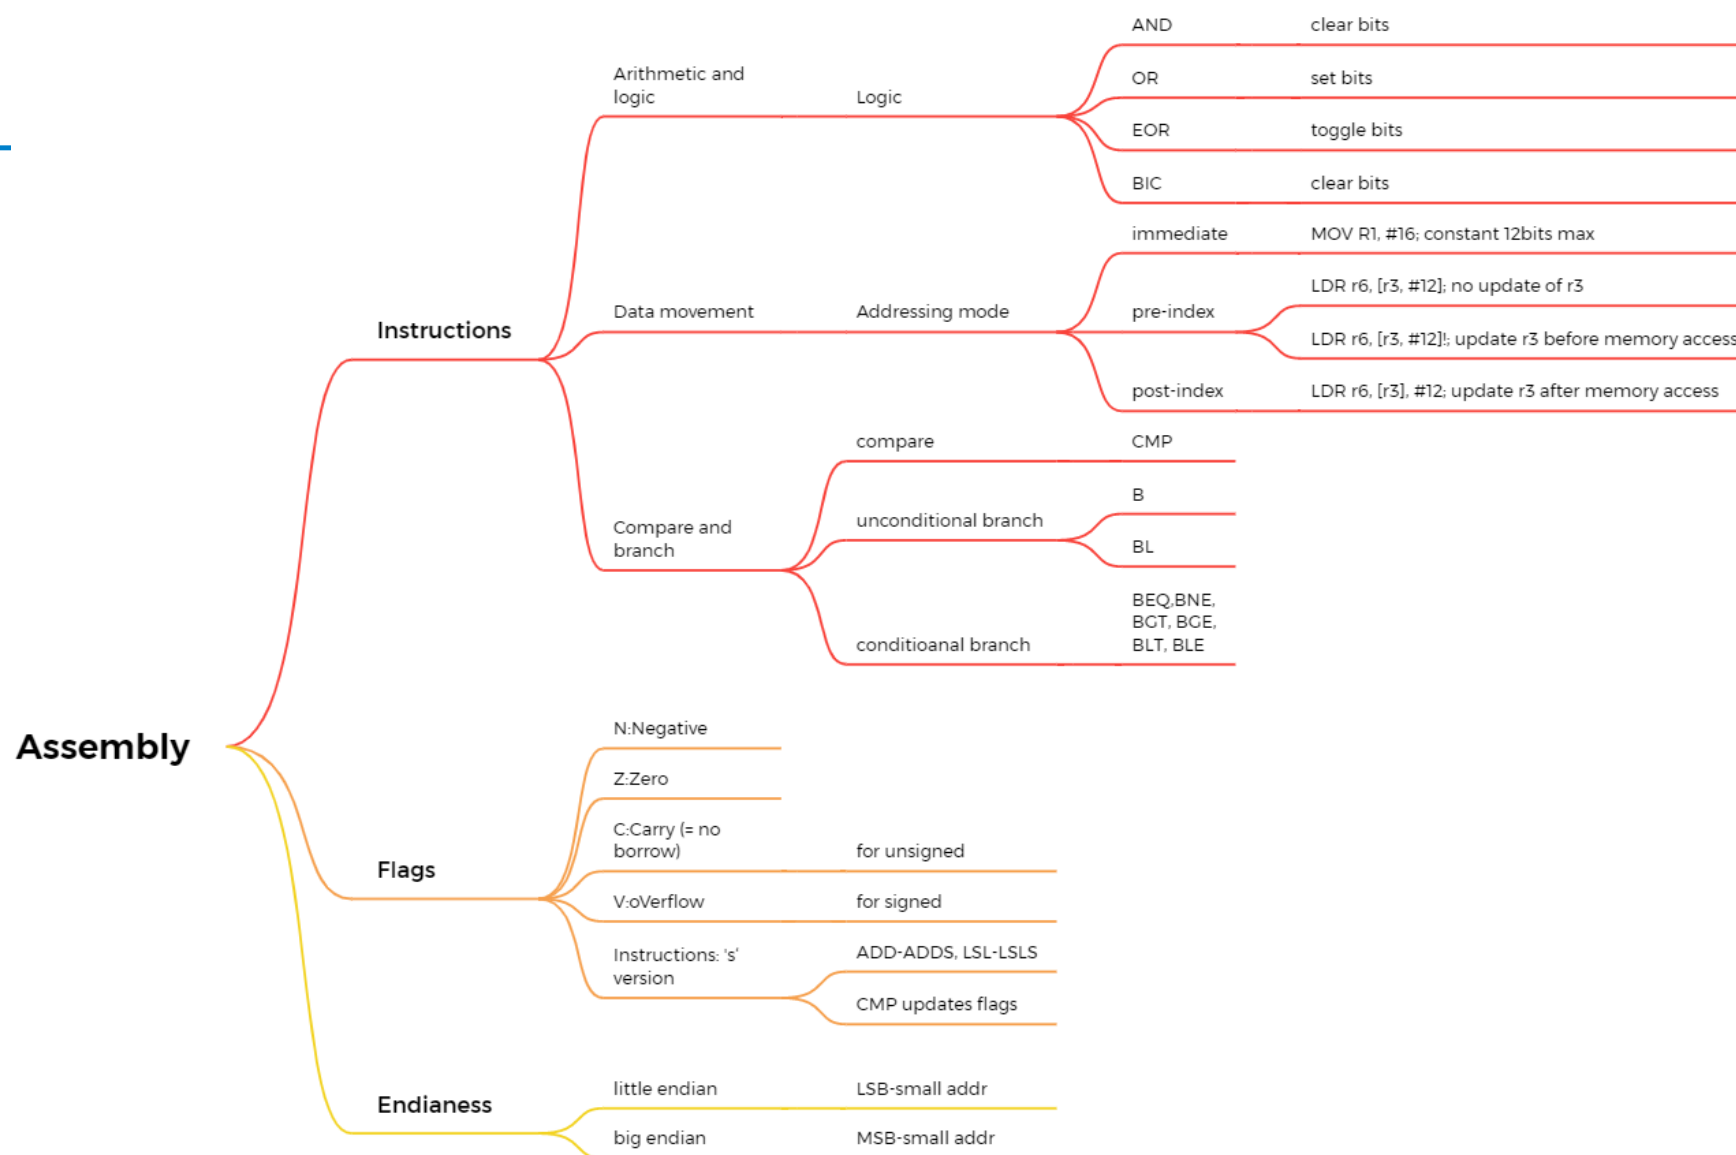 AND
clear bits
Arithmetic and
logic
Logic
OR
set bits
EOR
toggle bits
BIC
clear bits
immediate
MOV R1, #16; constant 12bits max
Instructions
Data movement
Addressing mode
pre-index
LDR r6, [r3, #12]; no update of r3
LDR r6, [r3, #12]!; update r3 before memory access
post-index
LDR r6, [r3], #12; update r3 after memory access
Compare and
branch
compare
CMP
unconditional branch
B
BL
conditioanal branch
BEQ,BNE,
BGT, BGE,
BLT, BLE
Assembly
Flags
N:Negative
Z:Zero
C:Carry (= no
borrow)
for unsigned
V:oVerflow
for signed
Instructions: 's'
version
ADD-ADDS, LSL-LSLS
CMP updates flags
Endianess
little endian
LSB-small addr
big endian
MSB-small addr